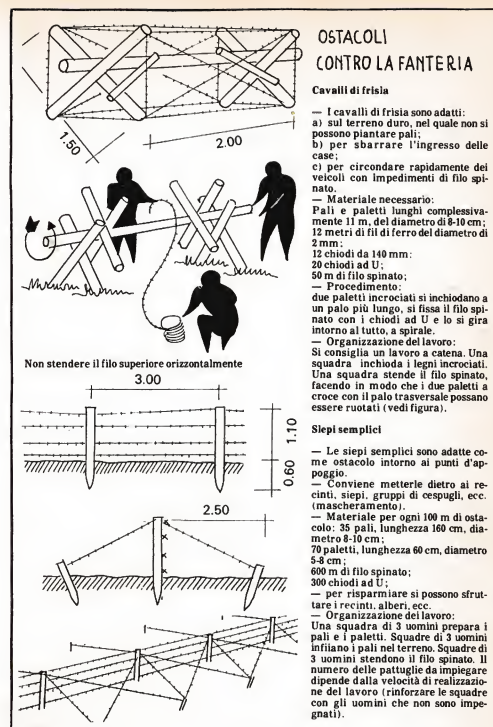 OSTACOLI
CONTRO LA FANTERIA
Cavalli di frisia
— I cavalli di frisia sono adatti:
a) sul terreno duro, nel quale non si
possono piantare pali;
b) per sbarrare l'ingresso delle
case;
c) per circondare rapidamente dei
veicoli con impedimenti di filo spi-
nato.
— Materiale necessario:
Pali e paletti lunghi complessiva-
mente 11 m, del diametro di 8-10 cm;
12 metri di fil di ferro del diametro di
2 mm;
12 chiodi da 140 mm:
20 chiodi ad U;
50 m di filo spinato;
— Procedimento:
due paletti incrociati si inchiodano a
un palo più lungo, si fissa il filo spi-
nato con i chiodi ad U e lo si gira
intorno al tutto, a spirale.
— Organizzazione del lavoro:
Si consiglia un lavoro a catena. Una
squadra inchioda i legni incrociati.
Una squadra stende il filo spinato,
facendo in modo che i due paletti a
croce con il palo trasversale possano
essere ruotati (vedi figura).
Siepi semplici
— Le siepi semplici sono adatte co-
me ostacolo intorno ai punti d'ap-
poggio.
— Conviene metterle dietro ai re-
cinti, siepi, gruppi di cespugli, ecc.
(mascheramento).
— Materiale per ogni 100 m di osta-
colo: 35 pali, lunghezza 160 cm, dia-
metro 8-10 cm;
70 paletti, lunghezza 60 cm, diametro
5-8 cm;
600 m di filo spinato;
300 chiodi ad U;
— per risparmiare si possono sfrut-
tare i recinti, alberi, ecc.
— Organizzazione del lavoro:
Una squadra di 3 uomini prepara i
pali e i paletti. Squadre di 3 uomini
infilano i pali nel terreno. Squadre di
3 uomini stendono il filo spinato. Il
numero delle pattuglie da impiegare
dipende dalla velocità di realizzazio-
ne del lavoro (rinforzare le squadre
con gli uomini che non sono impe-
gnati).
1.50
2.00
Non stendere il filo superiore orizzontalmente
3.00
1.10
0.60
2.50